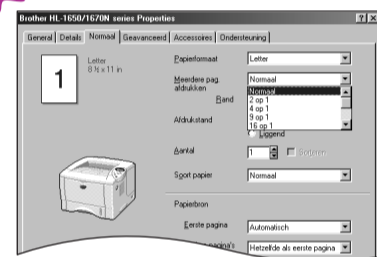 Brother HL-1650/1670N series Properties
General Details Normaal Geavanceerd Accessoires Ondersteuning
1
Letter
8 ½ x 11 in
Papierformaat Letter
Meerdere pag. afdrukken Normaal
Normaal
2 op 1
4 op 1
9 op 1
16 op 1
Rand
Afdrukstand
Liggend
Aantal 1 Sorteren
Soort papier Normaal
Papierbron
Eerste pagina Automatisch
pagina's Hetzelfde als eerste pagina